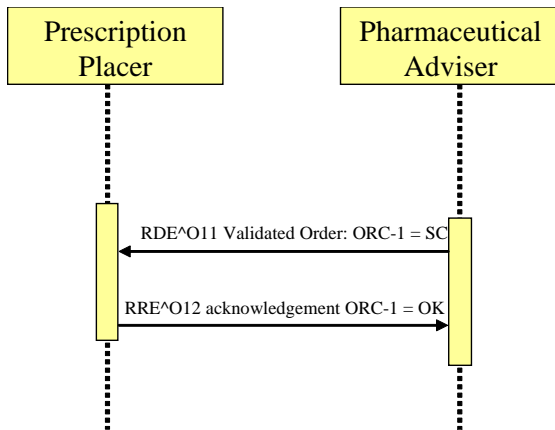 Prescription
Placer
Pharmaceutical
Adviser
RDE^O11 Validated Order: ORC-1 = SC
RRE^O12 acknowledgement ORC-1 = OK